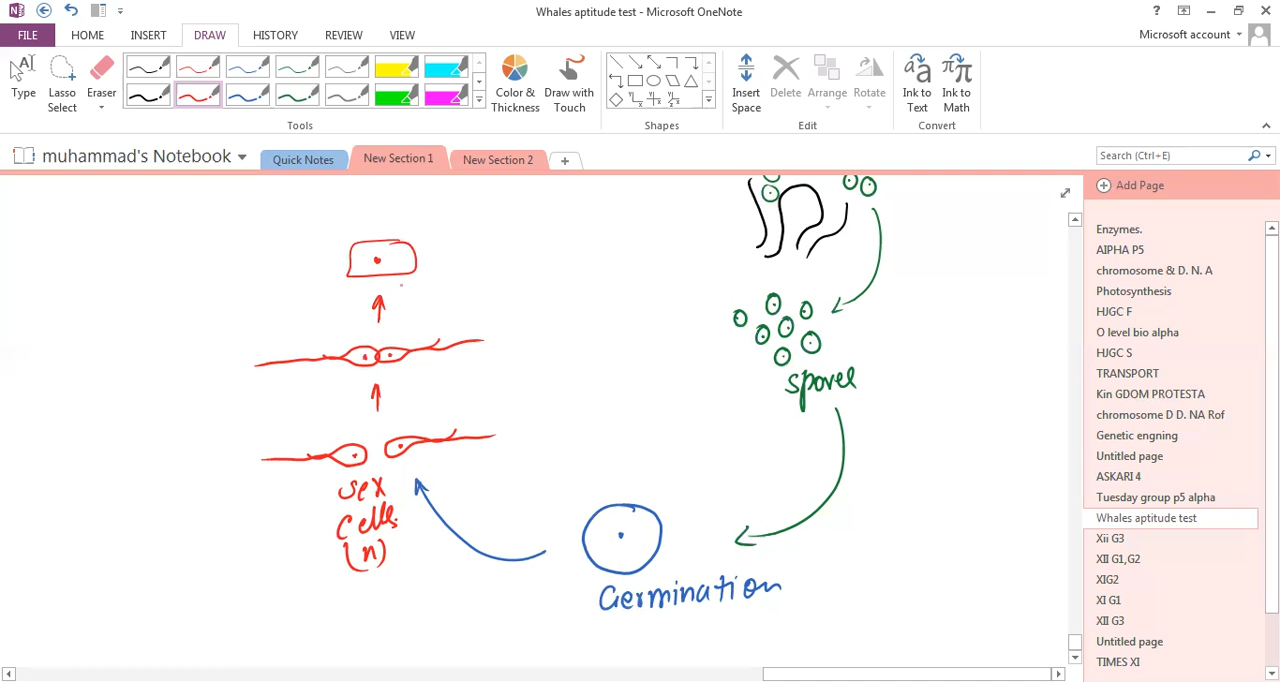 Whales aptitude test - Microsoft OneNote
?
FILE HOME INSERT DRAW HISTORY REVIEW VIEW
Microsoft account
Type
Lasso
Select
Eraser
Color &
Thickness
Draw with
Touch
Insert
Space
Delete
Arrange
Rotate
Ink to
Text
Ink to
Math
Tools
Shapes
Edit
Convert
muhammad's Notebook
Quick Notes
New Section 1
New Section 2
Search (Ctrl+E)
Add Page
Enzymes.
AlPHA P5
chromosome & D. N. A
Photosynthesis
HJGC F
O level bio alpha
HJGC S
TRANSPORT
Kin GDOM PROTESTA
chromosome D D. NA Rof
Genetic engning
Untitled page
ASKARI 4
Tuesday group p5 alpha
Whales aptitude test
Xii G3
XII G1,G2
XIG2
XI G1
XII G3
Untitled page
TIMES XI
spores
sex
cells
(n)
Germination